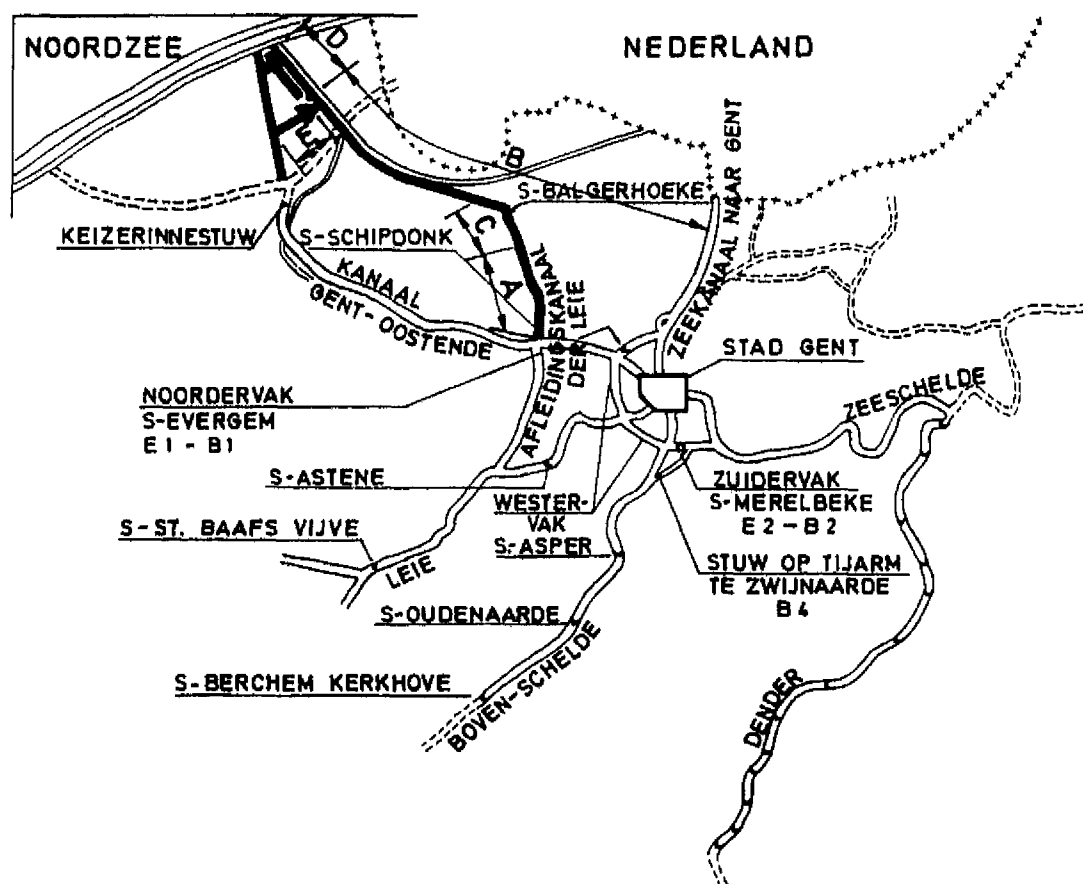 NOORDZEE
D
NEDERLAND
E
B
S-BALGERHOEKE
ZEEKANAAL NAAR GENT
KEIZERINNESTUW
S-SCHIPDONK
C
A
KANAAL
GENT-OOSTENDE
AFLEIDINGSKANAAL
DER LEIE
STAD GENT
NOORDERVAK
S-EVERGEM
E1 - B1
ZEESCHELDE
S-ASTENE
WESTER-
VAK
ZUIDERVAK
S-MERELBEKE
E2-B2
S-ST. BAAFS VIJVE
LEIE
S-ASPER
STUW OP TIJARM
TE ZWIJNAARDE
B4
S-OUDENAARDE
S-BERCHEM KERKHOVE
BOVEN-SCHELDE
DENDER